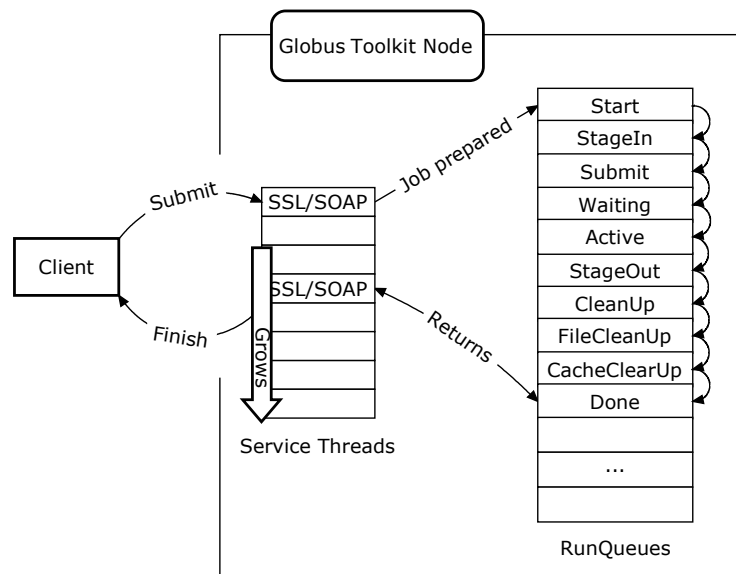 Globus Toolkit Node
Start
StageIn
Submit
Waiting
Active
StageOut
CleanUp
FileCleanUp
CacheClearUp
Done
...
RunQueues
Job prepared
Submit
SSL/SOAP
Client
SSL/SOAP
Finish
Grows
Returns
Service Threads